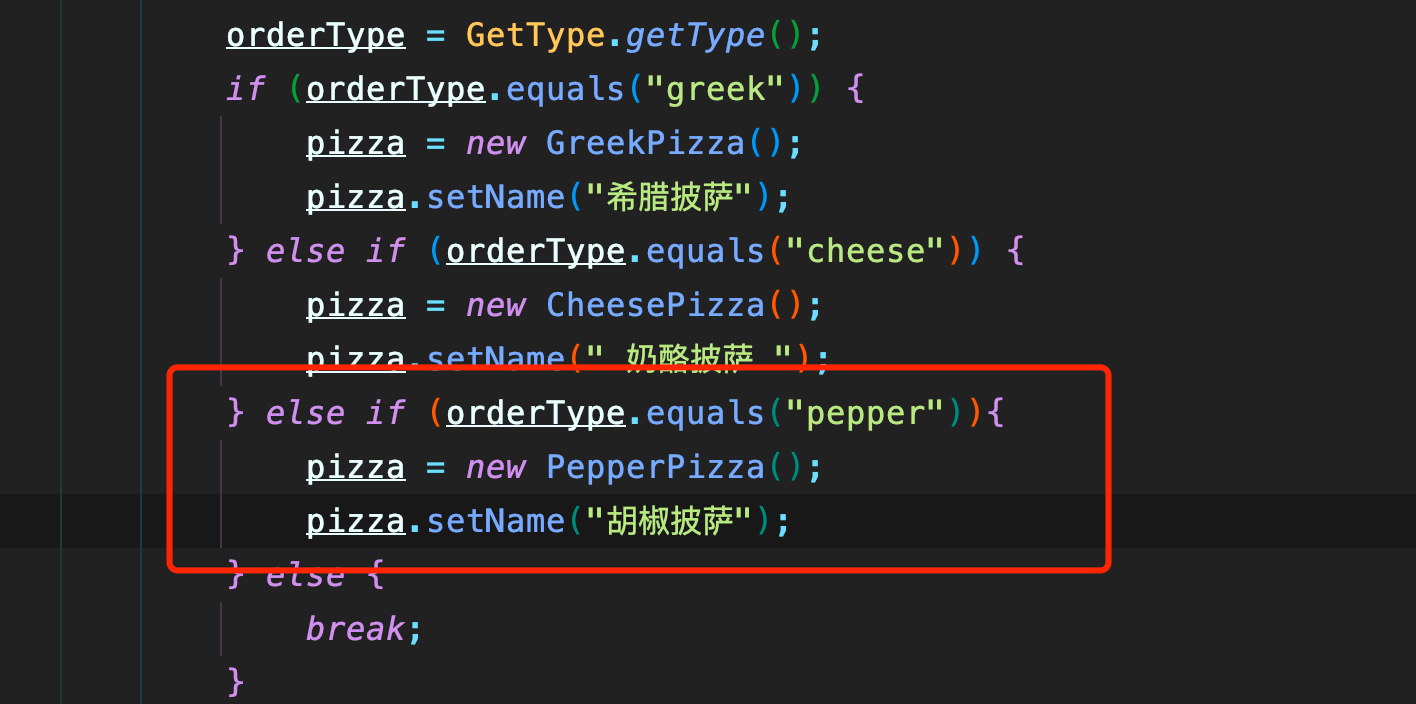 orderType = GetType.getType();
if (orderType.equals("greek")) {
pizza = new GreekPizza();
pizza.setName("希腊披萨");
} else if (orderType.equals("cheese")) {
pizza = new CheesePizza();
pizza.setName(" 奶酪披萨 ");
} else if (orderType.equals("pepper")){
pizza = new PepperPizza();
pizza.setName("胡椒披萨");
} else {
break;
}